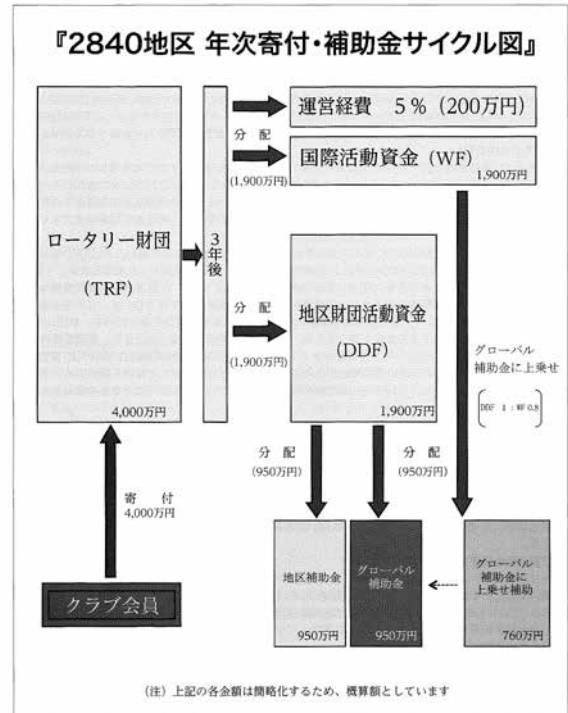 『2840地区 年次寄付・補助金サイクル図』
運営経費 5%(200万円)
分 配
国際活動資金(WF)
(1,900万円)
1,900万円
ロータリー財団
(TRF)
4,000万円
3年後
分 配
(1,900万円)
地区財団活動資金
(DDF)
1,900万円
グローバル
補助金に上乗せ
DDF 1:WF 0.8
分 配
(950万円)
分 配
(950万円)
寄 付
4,000万円
クラブ会員
地区補助金
950万円
グローバル
補助金
950万円
グローバル
補助金に
上乗せ補助
760万円
(注)上記の各金額は簡略化するため、概算額としています